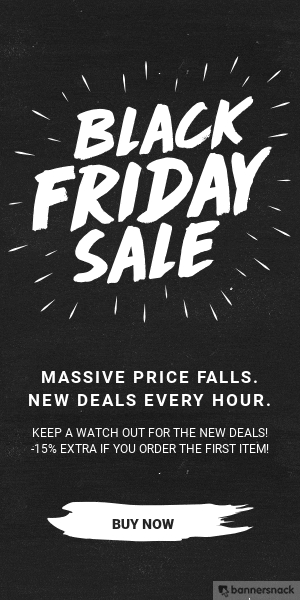 BLACK
FRIDAY
SALE
MASSIVE PRICE FALLS.
NEW DEALS EVERY HOUR.
KEEP A WATCH OUT FOR THE NEW DEALS!
-15% EXTRA IF YOU ORDER THE FIRST ITEM!
BUY NOW
bannersnack